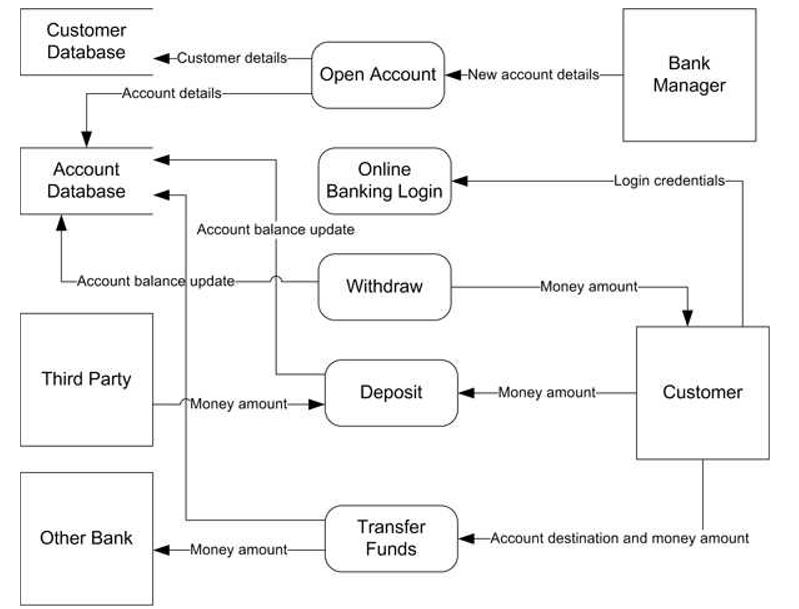 Customer
Database
Customer details
Open Account
New account details
Bank
Manager
Account details
Account
Database
Online
Banking Login
Login credentials
Account balance update
Account balance update
Withdraw
Money amount
Third Party
Money amount
Deposit
Money amount
Customer
Other Bank
Money amount
Transfer
Funds
Account destination and money amount